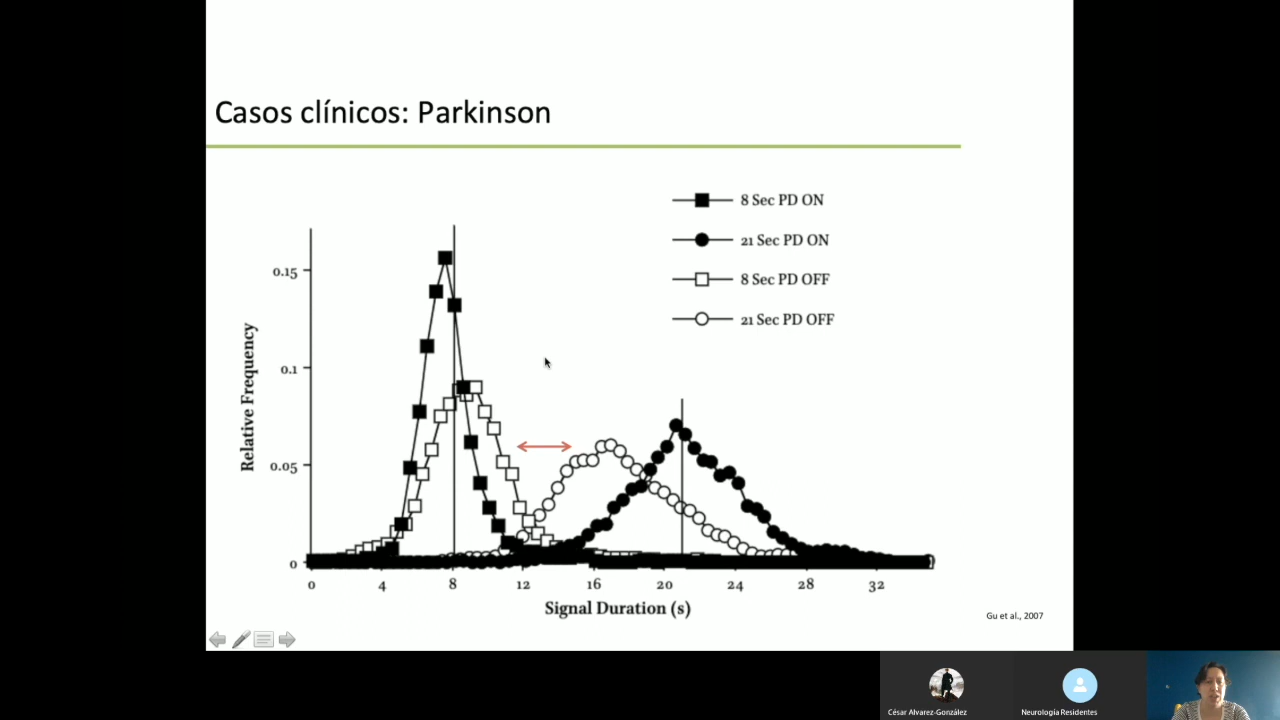 Casos clínicos: Parkinson
8 Sec PD ON
21 Sec PD ON
8 Sec PD OFF
21 Sec PD OFF
0.15
0.1
0.05
0
Relative Frequency
0 4 8 12 16 20 24 28 32
Signal Duration (s)
Gu et al., 2007
César Alvarez-González
Neurología Residentes